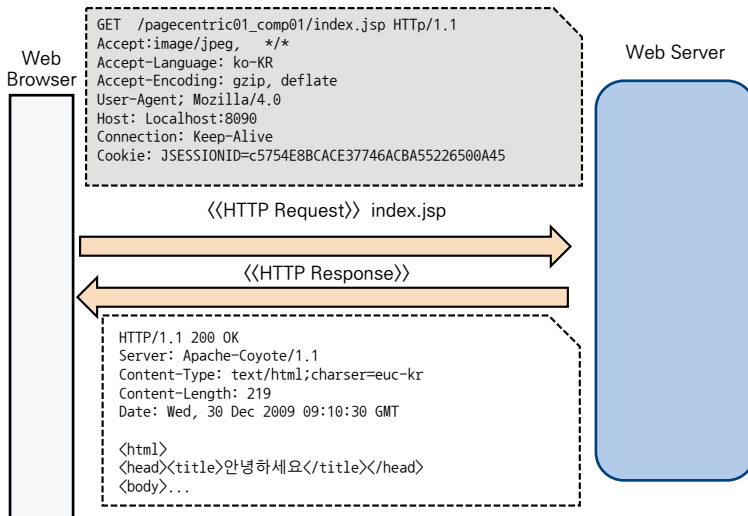 Web
Browser
GET /pagecentric01_comp01/index.jsp HTTp/1.1
Accept:image/jpeg, */*
Accept-Language: ko-KR
Accept-Encoding: gzip, deflate
User-Agent; Mozilla/4.0
Host: Localhost:8090
Connection: Keep-Alive
Cookie: JSESSIONID=c5754E8BCACE37746ACBA55226500A45
Web Server
〈〈HTTP Request〉〉 index.jsp
〈〈HTTP Response〉〉
HTTP/1.1 200 OK
Server: Apache-Coyote/1.1
Content-Type: text/html;charser=euc-kr
Content-Length: 219
Date: Wed, 30 Dec 2009 09:10:30 GMT
〈html〉
〈head〉〈title〉안녕하세요〈/title〉〈/head〉
〈body〉...